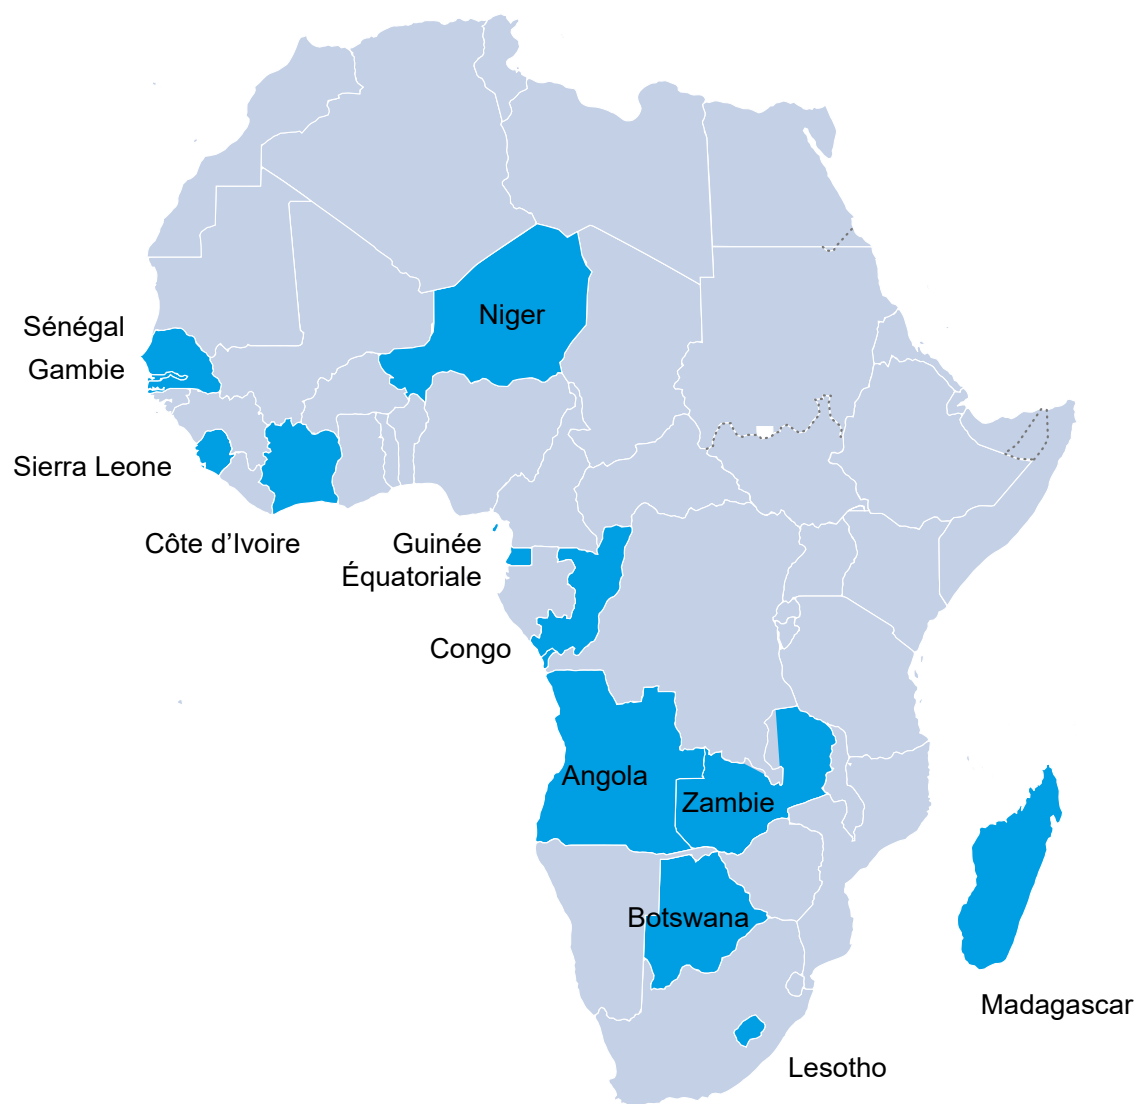 Niger
Sénégal
Gambie
Sierra Leone
Côte d’Ivoire
Guinée
Équatoriale
Congo
Angola
Zambie
Botswana
Madagascar
Lesotho